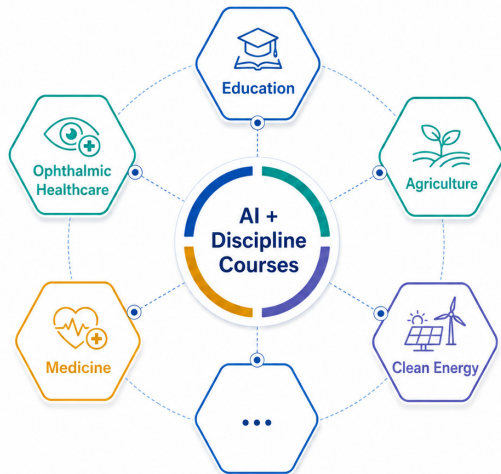 Education
Ophthalmic
Healthcare
Agriculture
AI +
Discipline
Courses
Medicine
Clean Energy
...